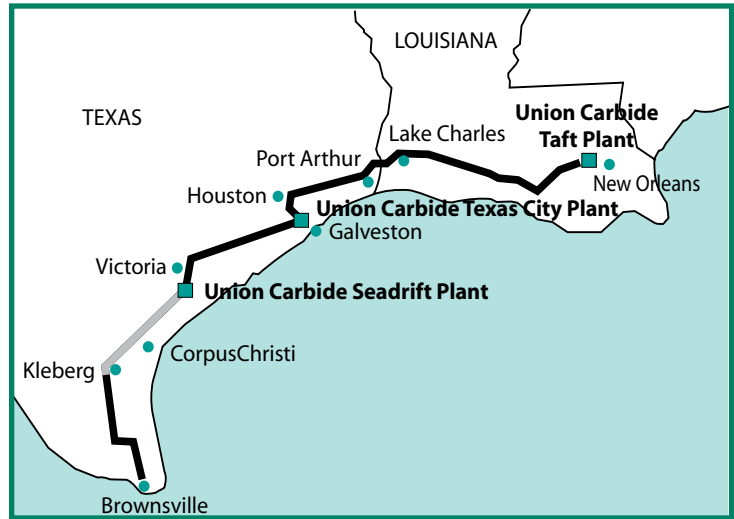 LOUISIANA
TEXAS
Union Carbide
Taft Plant
Lake Charles
Port Arthur
New Orleans
Houston
Union Carbide Texas City Plant
Galveston
Victoria
Union Carbide Seadrift Plant
CorpusChristi
Kleberg
Brownsville